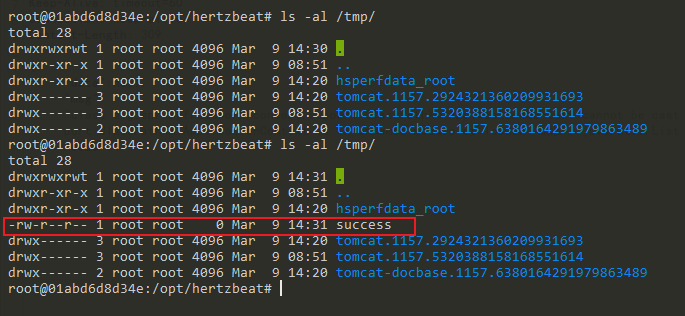 root@01abd6d8d34e:/opt/hertzbeat# ls -al /tmp/
total 28
drwxrwxrwt 1 root root 4096 Mar  9 14:30 .
drwxr-xr-x 1 root root 4096 Mar  9 08:51 ..
drwxr-xr-x 1 root root 4096 Mar  9 14:20 hsperfdata_root
drwx------ 3 root root 4096 Mar  9 14:20 tomcat.1157.2924321360209931693
drwx------ 3 root root 4096 Mar  9 08:51 tomcat.1157.5320388158168551614
drwx------ 2 root root 4096 Mar  9 14:20 tomcat-docbase.1157.6380164291979863489
root@01abd6d8d34e:/opt/hertzbeat# ls -al /tmp/
total 28
drwxrwxrwt 1 root root 4096 Mar  9 14:31 .
drwxr-xr-x 1 root root 4096 Mar  9 08:51 ..
drwxr-xr-x 1 root root 4096 Mar  9 14:20 hsperfdata_root
-rw-r--r-- 1 root root    0 Mar  9 14:31 success
drwx------ 3 root root 4096 Mar  9 14:20 tomcat.1157.2924321360209931693
drwx------ 3 root root 4096 Mar  9 08:51 tomcat.1157.5320388158168551614
drwx------ 2 root root 4096 Mar  9 14:20 tomcat-docbase.1157.6380164291979863489
root@01abd6d8d34e:/opt/hertzbeat#